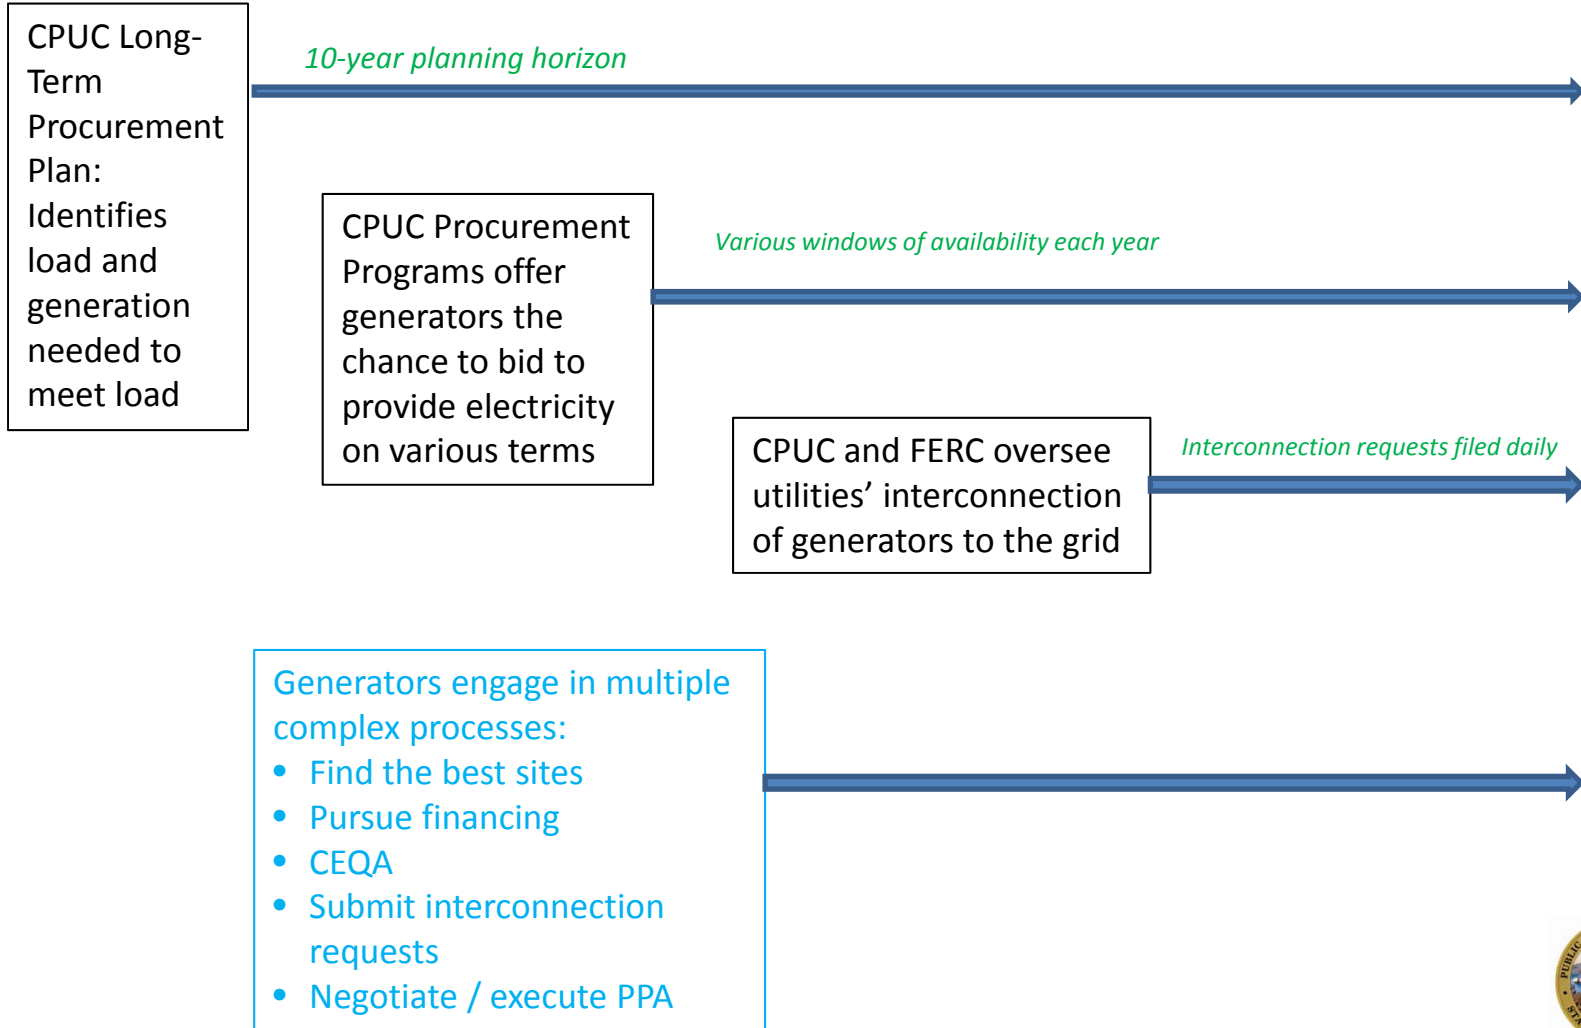 CPUC Long-
Term
Procurement
Plan:
Identifies
load and
generation
needed to
meet load
10-year planning horizon
CPUC Procurement
Programs offer
generators the
chance to bid to
provide electricity
on various terms
Various windows of availability each year
CPUC and FERC oversee
utilities’ interconnection
of generators to the grid
Interconnection requests filed daily
Generators engage in multiple
complex processes:
• Find the best sites
• Pursue financing
• CEQA
• Submit interconnection
requests
• Negotiate / execute PPA
PUBLIC